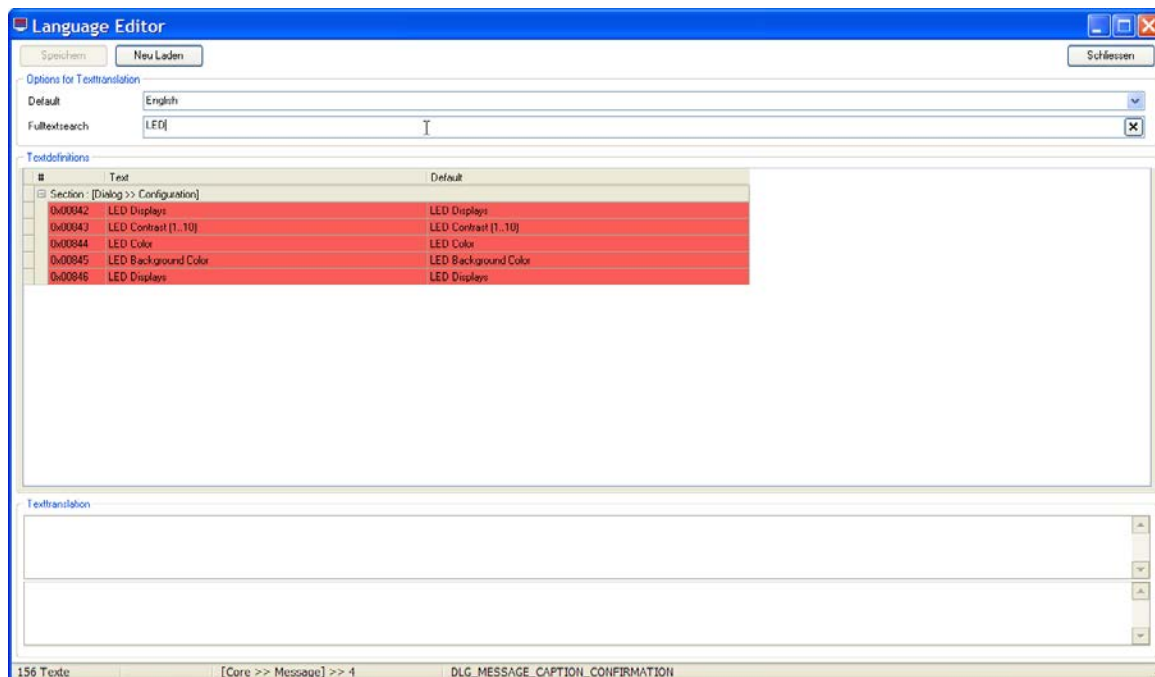 Language Editor
Speichern Neu Laden Schliessen
Options for Texttranslation
Default English
Fulltextsearch LED
Textdefinitions
# Text Default
Section : [Dialog >> Configuration]
0x00842 LED Displays LED Displays
0x00843 LED Contrast (1..10) LED Contrast (1..10)
0x00844 LED Color LED Color
0x00845 LED Background Color LED Background Color
0x00846 LED Displays LED Displays
Texttranslation
156 Texte [Core >> Message] >> 4 DLG_MESSAGE_CAPTION_CONFIRMATION